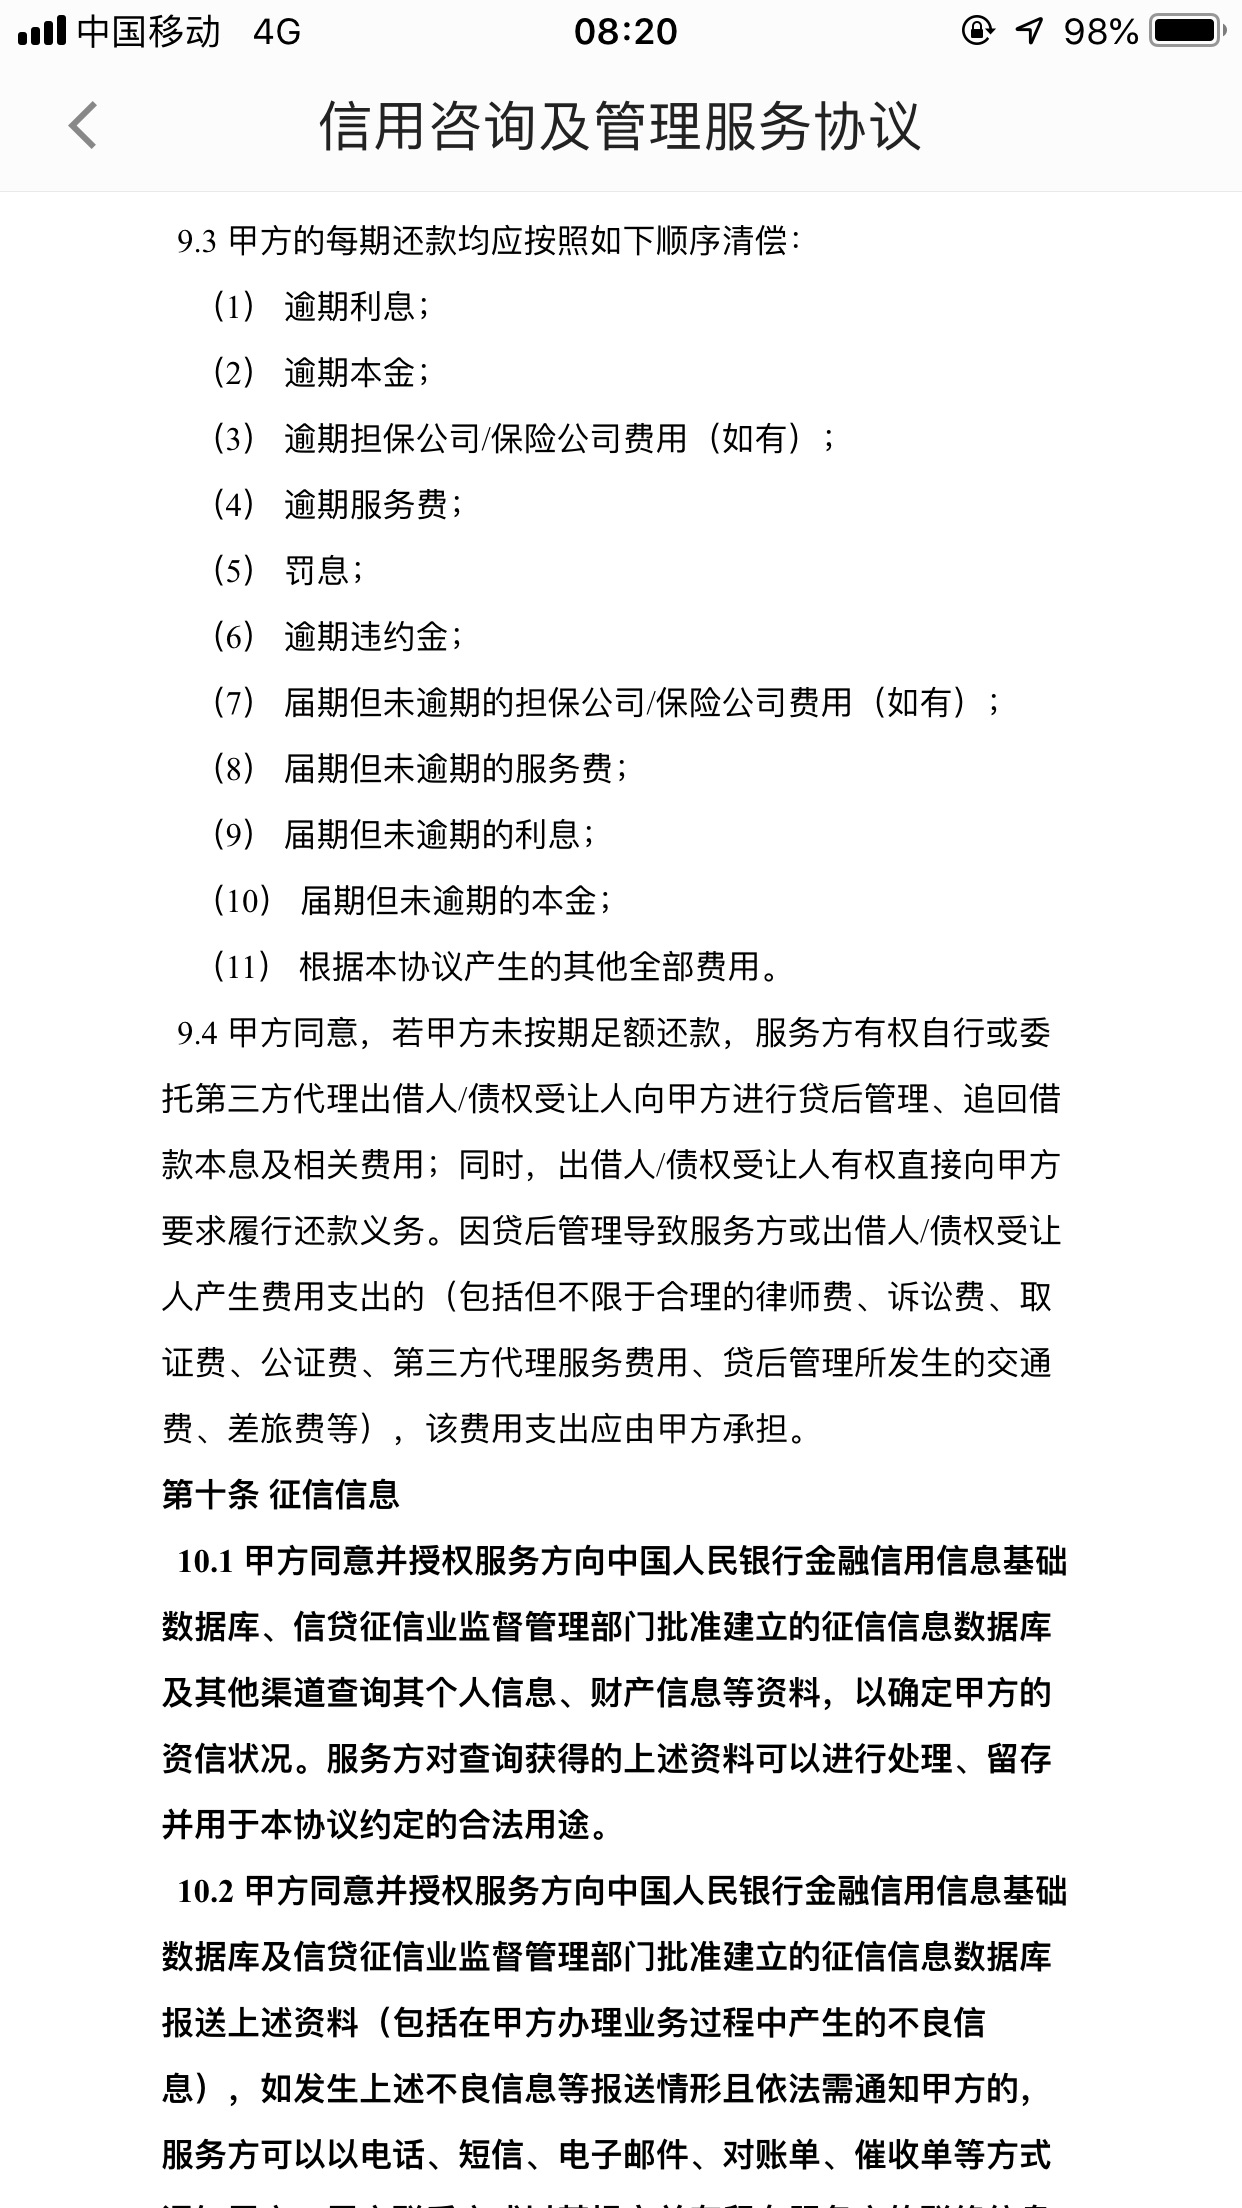 中国移动 4G 08:20 98%
信用咨询及管理服务协议
9.3 甲方的每期还款均应按照如下顺序清偿：
（1） 逾期利息；
（2） 逾期本金；
（3） 逾期担保公司/保险公司费用（如有）；
（4） 逾期服务费；
（5） 罚息；
（6） 逾期违约金；
（7） 届期但未逾期的担保公司/保险公司费用（如有）；
（8） 届期但未逾期的服务费；
（9） 届期但未逾期的利息；
（10） 届期但未逾期的本金；
（11） 根据本协议产生的其他全部费用。
9.4 甲方同意，若甲方未按期足额还款，服务方有权自行或委
托第三方代理出借人/债权受让人向甲方进行贷后管理、追回借
款本息及相关费用；同时，出借人/债权受让人有权直接向甲方
要求履行还款义务。因贷后管理导致服务方或出借人/债权受让
人产生费用支出的（包括但不限于合理的律师费、诉讼费、取
证费、公证费、第三方代理服务费用、贷后管理所发生的交通
费、差旅费等），该费用支出应由甲方承担。
第十条 征信信息
10.1 甲方同意并授权服务方向中国人民银行金融信用信息基础
数据库、信贷征信业监督管理部门批准建立的征信信息数据库
及其他渠道查询其个人信息、财产信息等资料，以确定甲方的
资信状况。服务方对查询获得的上述资料可以进行处理、留存
并用于本协议约定的合法用途。
10.2 甲方同意并授权服务方向中国人民银行金融信用信息基础
数据库及信贷征信业监督管理部门批准建立的征信信息数据库
报送上述资料（包括在甲方办理业务过程中产生的不良信
息），如发生上述不良信息等报送情形且依法需通知甲方的，
服务方可以以电话、短信、电子邮件、对账单、催收单等方式